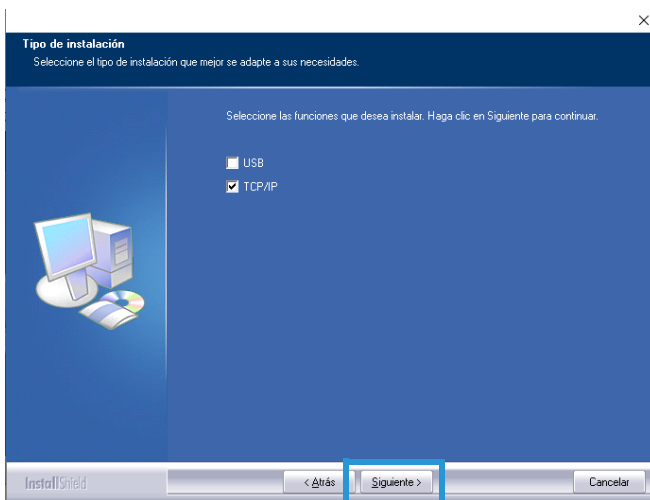 Tipo de instalación
Seleccione el tipo de instalación que mejor se adapte a sus necesidades.
Seleccione las funciones que desea instalar. Haga clic en Siguiente para continuar.
USB
TCP/IP
InstallShield
< Atrás
Siguiente >
Cancelar